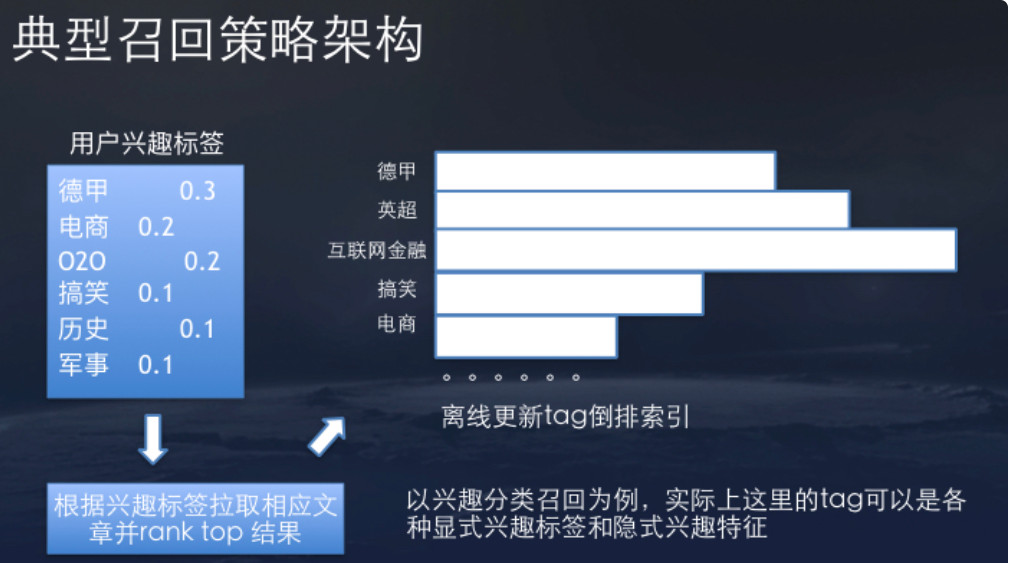 典型召回策略架构
用户兴趣标签
德甲 0.3
电商 0.2
O2O 0.2
搞笑 0.1
历史 0.1
军事 0.1
根据兴趣标签拉取相应文
章并rank top 结果
德甲
英超
互联网金融
搞笑
电商
。。。。。。
离线更新tag倒排索引
以兴趣分类召回为例，实际上这里的tag可以是各
种显式兴趣标签和隐式兴趣特征